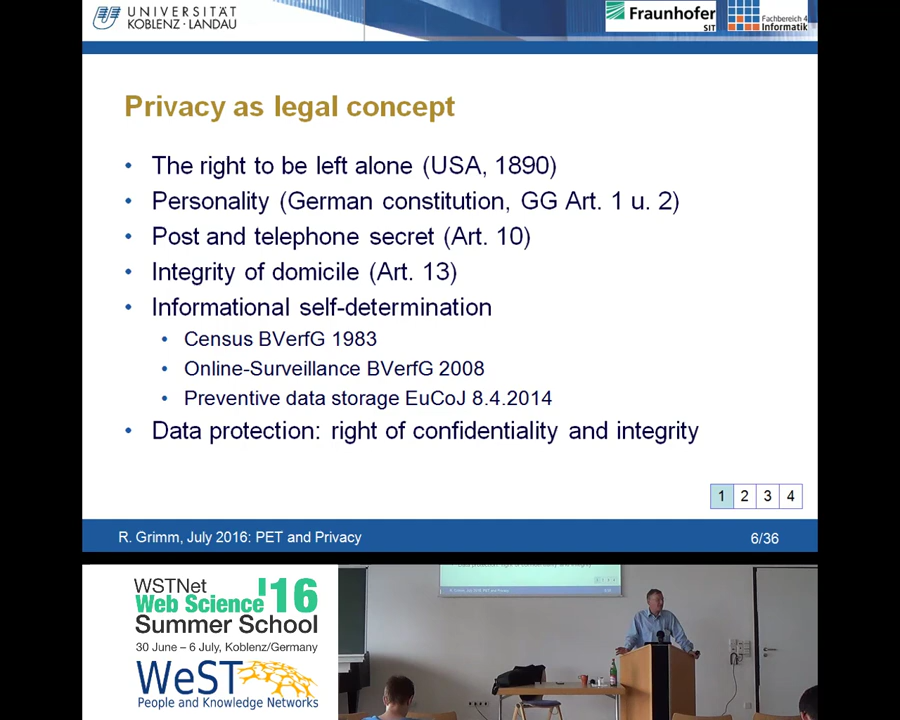 UNIVERSITÄT
KOBLENZ · LANDAU
Fraunhofer
SIT
Fachbereich 4
Informatik
Privacy as legal concept
• The right to be left alone (USA, 1890)
• Personality (German constitution, GG Art. 1 u. 2)
• Post and telephone secret (Art. 10)
• Integrity of domicile (Art. 13)
• Informational self-determination
• Census BVerfG 1983
• Online-Surveillance BVerfG 2008
• Preventive data storage EuCoJ 8.4.2014
• Data protection: right of confidentiality and integrity
1 2 3 4
R. Grimm, July 2016: PET and Privacy
6/36
WSTNet
Web Science '16
Summer School
30 June – 6 July, Koblenz/Germany
WeST
People and Knowledge Networks